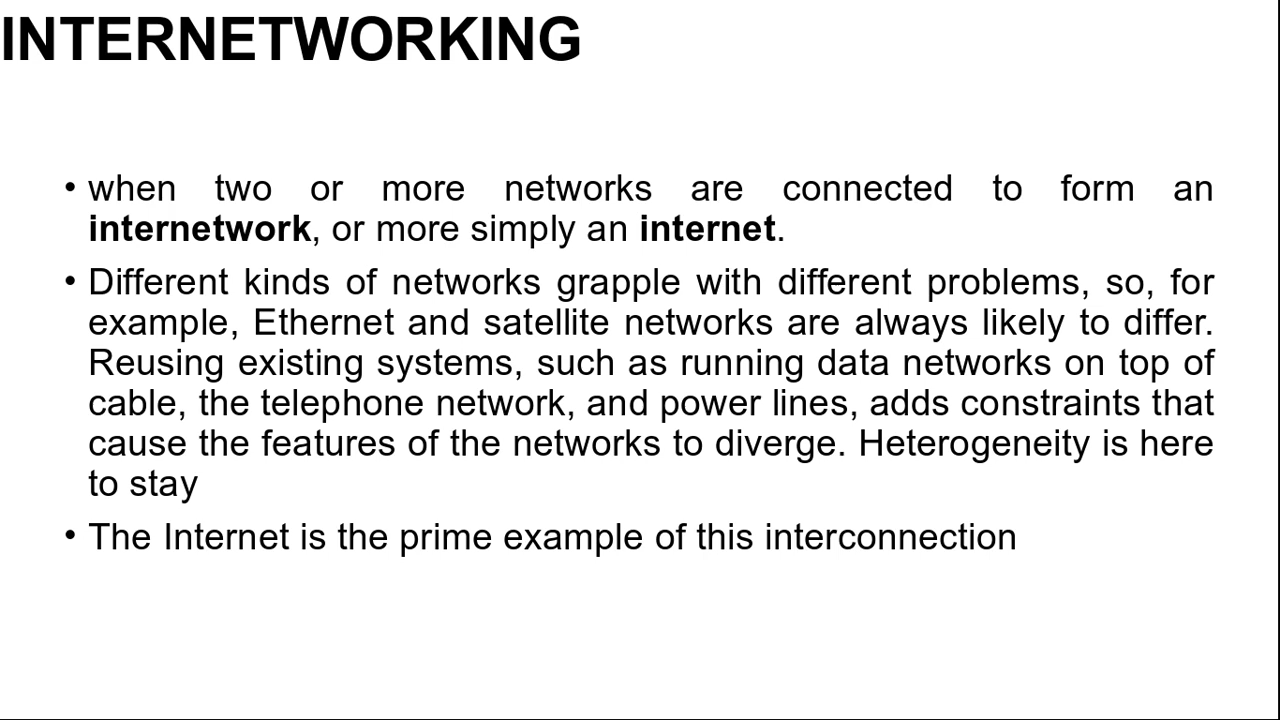 INTERNETWORKING
• when two or more networks are connected to form an
internetwork, or more simply an internet.
• Different kinds of networks grapple with different problems, so, for
example, Ethernet and satellite networks are always likely to differ.
Reusing existing systems, such as running data networks on top of
cable, the telephone network, and power lines, adds constraints that
cause the features of the networks to diverge. Heterogeneity is here
to stay
• The Internet is the prime example of this interconnection